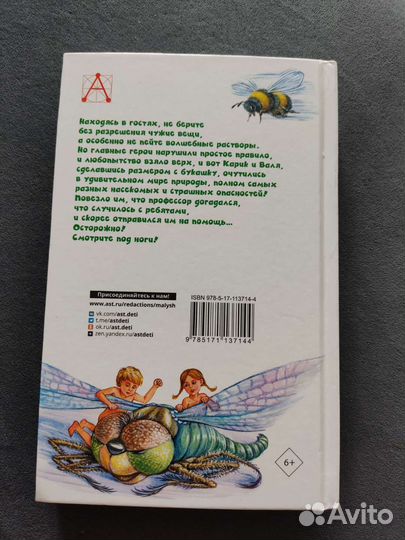 А
Находясь в гостях, не берите
без разрешения чужие вещи,
а особенно не пейте волшебные растворы.
Но главные герои нарушили простое правило,
и любопытство взяло верх, и вот Карик и Валя,
сделавшись размером с букашку, очутились
в удивительном мире природы, полном самых
разных насекомых и страшных опасностей!
Повезло им, что профессор догадался,
что случилось с ребятами,
и скорее отправился им на помощь...
Осторожно!
Смотрите под ноги!
Присоединяйтесь к нам!
www.ast.ru/redactions/malysh
vk.com/ast.deti
t.me/astdeti
ok.ru/astdeti
zen.yandex.ru/astdeti
ISBN 978-5-17-113714-4
9 785171 137144
6+
Avito